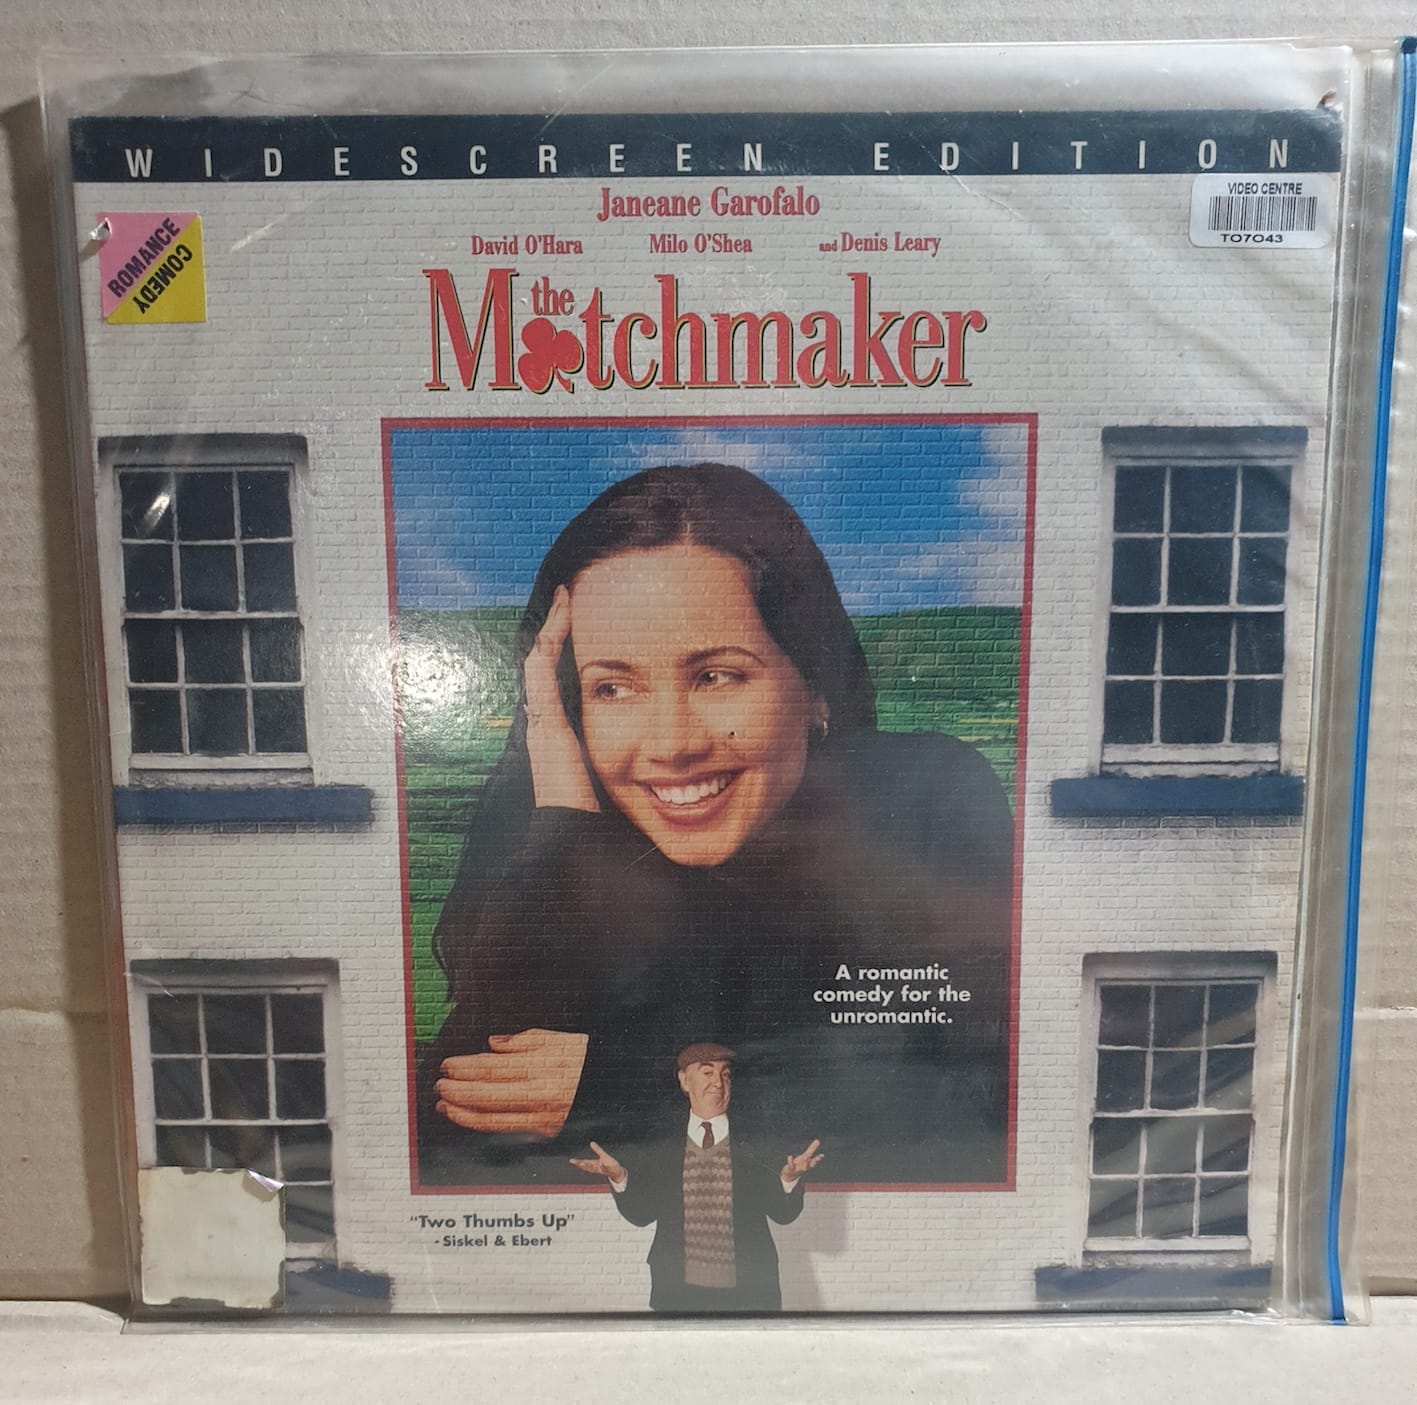 WIDESCREEN EDITION
VIDEO CENTRE
TO7043
Janeane Garofalo
David O'Hara Milo O'Shea and Denis Leary
ROMANCE
COMEDY
the
Matchmaker
A romantic
comedy for the
unromantic.
"Two Thumbs Up"
-Siskel & Ebert